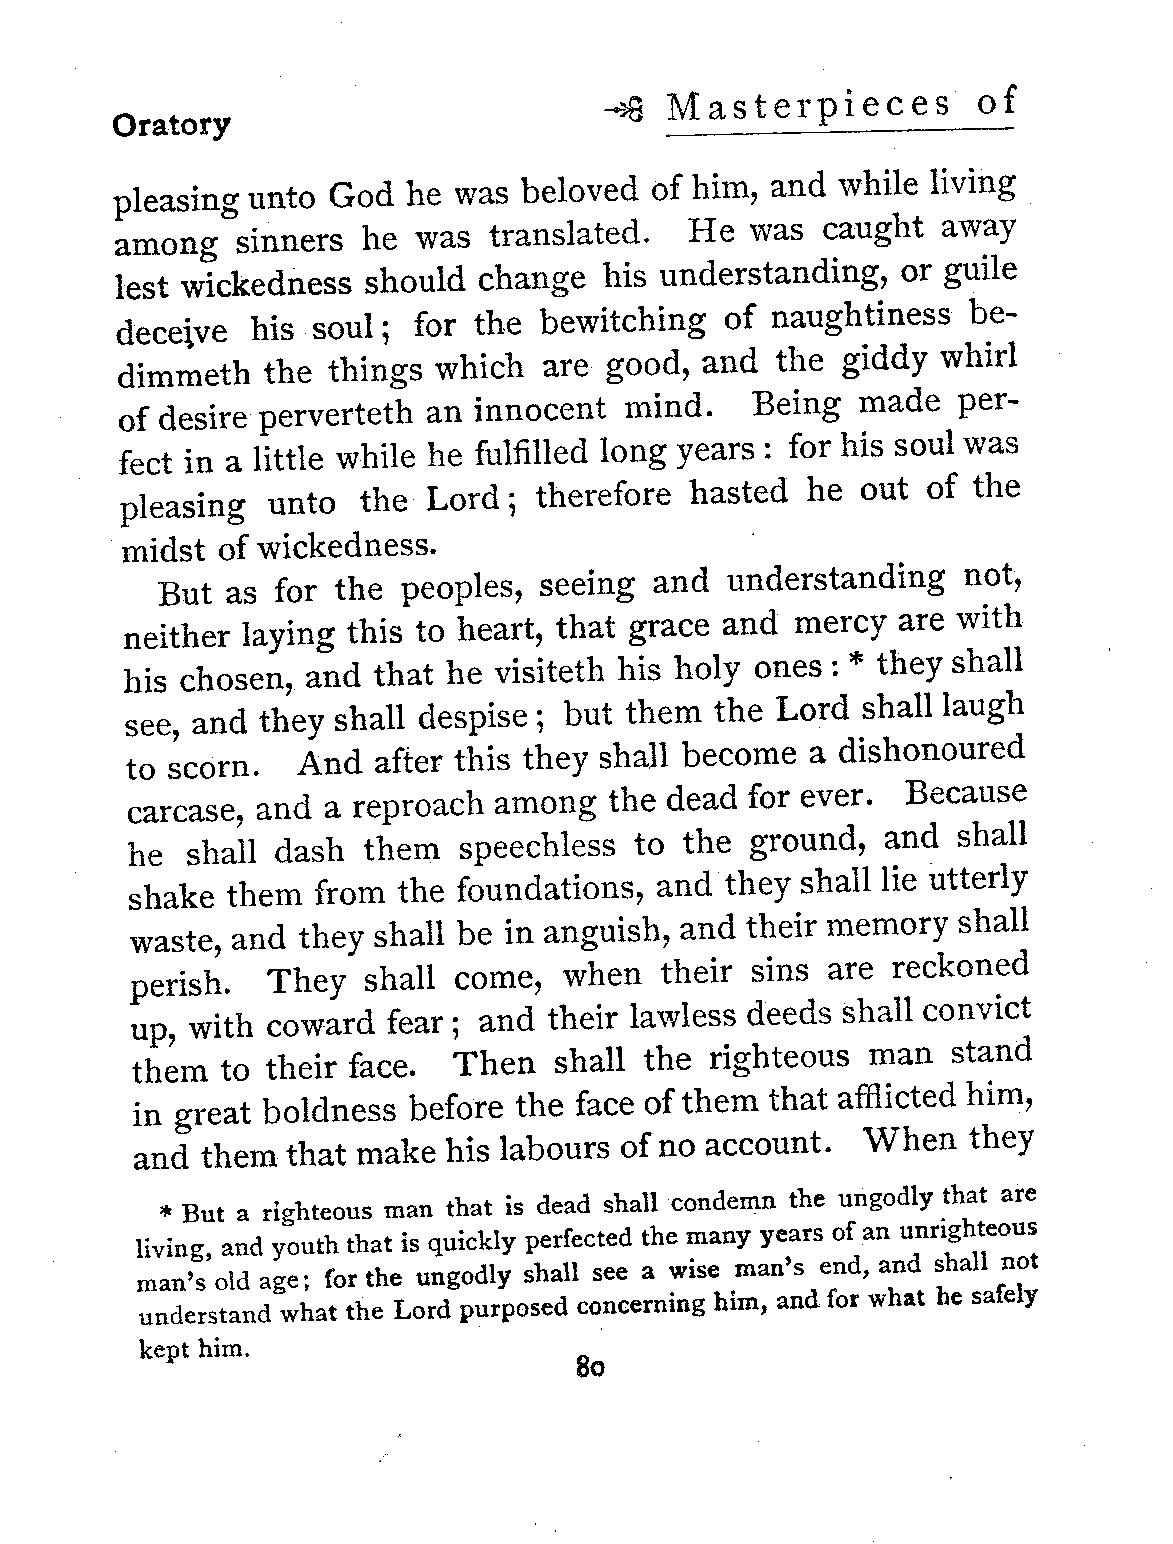 Oratory
Masterpieces of
pleasing unto God he was beloved of him, and while living
among sinners he was translated. He was caught away
lest wickedness should change his understanding, or guile
deceive his soul; for the bewitching of naughtiness be-
dimmeth the things which are good, and the giddy whirl
of desire perverteth an innocent mind. Being made per-
fect in a little while he fulfilled long years: for his soul was
pleasing unto the Lord; therefore hasted he out of the
midst of wickedness.
But as for the peoples, seeing and understanding not,
neither laying this to heart, that grace and mercy are with
his chosen, and that he visiteth his holy ones: * they shall
see, and they shall despise; but them the Lord shall laugh
to scorn. And after this they shall become a dishonoured
carcase, and a reproach among the dead for ever. Because
he shall dash them speechless to the ground, and shall
shake them from the foundations, and they shall lie utterly
waste, and they shall be in anguish, and their memory shall
perish. They shall come, when their sins are reckoned
up, with coward fear; and their lawless deeds shall convict
them to their face. Then shall the righteous man stand
in great boldness before the face of them that afflicted him,
and them that make his labours of no account. When they
* But a righteous man that is dead shall condemn the ungodly that are
living, and youth that is quickly perfected the many years of an unrighteous
man's old age; for the ungodly shall see a wise man's end, and shall not
understand what the Lord purposed concerning him, and for what he safely
kept him.
80